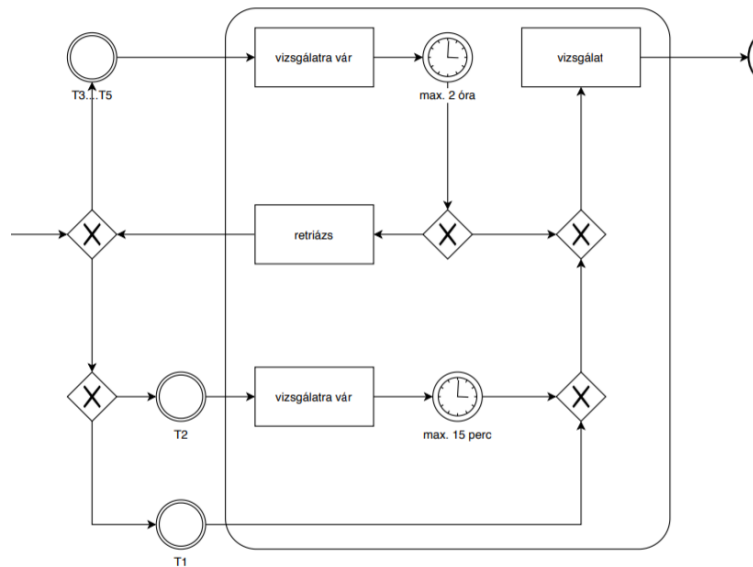 vizsgálatra vár
vizsgálat
T3....T5
max. 2 óra
retriázs
vizsgálatra vár
T2
max. 15 perc
T1